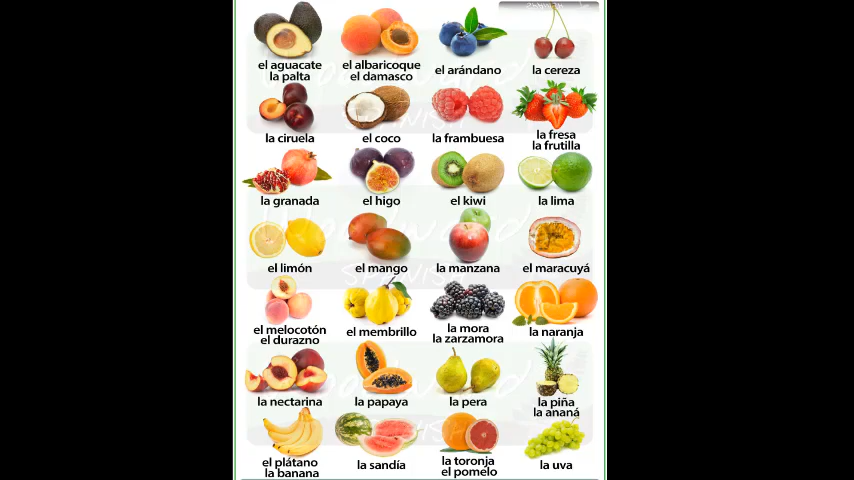 el aguacate
la palta
el albaricoque
el damasco
el arándano
la cereza
la ciruela
el coco
la frambuesa
la fresa
la frutilla
la granada
el higo
el kiwi
la lima
el limón
el mango
la manzana
el maracuyá
el melocotón
el durazno
el membrillo
la mora
la zarzamora
la naranja
la nectarina
la papaya
la pera
la piña
la ananá
el plátano
la banana
la sandía
la toronja
el pomelo
la uva